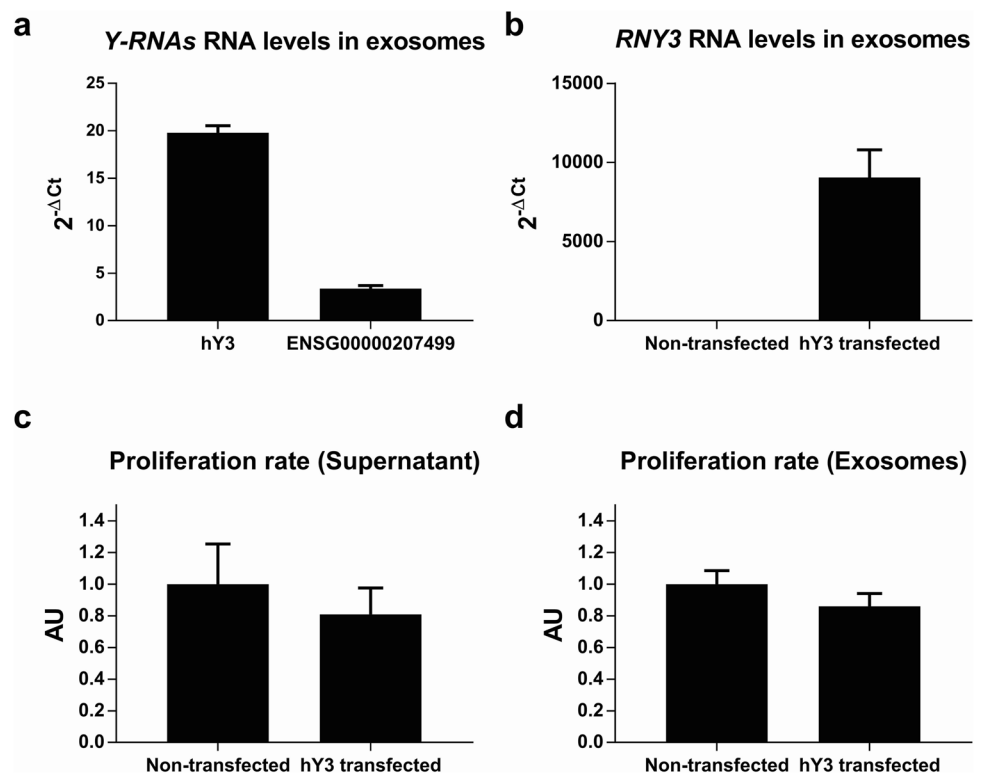 a
Y-RNAs RNA levels in exosomes
25
20
15
10
5
0
2-ΔCt
hY3 ENSG00000207499
b
RNY3 RNA levels in exosomes
15000
10000
5000
0
2-ΔCt
Non-transfected hY3 transfected
c
Proliferation rate (Supernatant)
1.4
1.2
1.0
0.8
0.6
0.4
0.2
0.0
AU
Non-transfected hY3 transfected
d
Proliferation rate (Exosomes)
1.4
1.2
1.0
0.8
0.6
0.4
0.2
0.0
AU
Non-transfected hY3 transfected